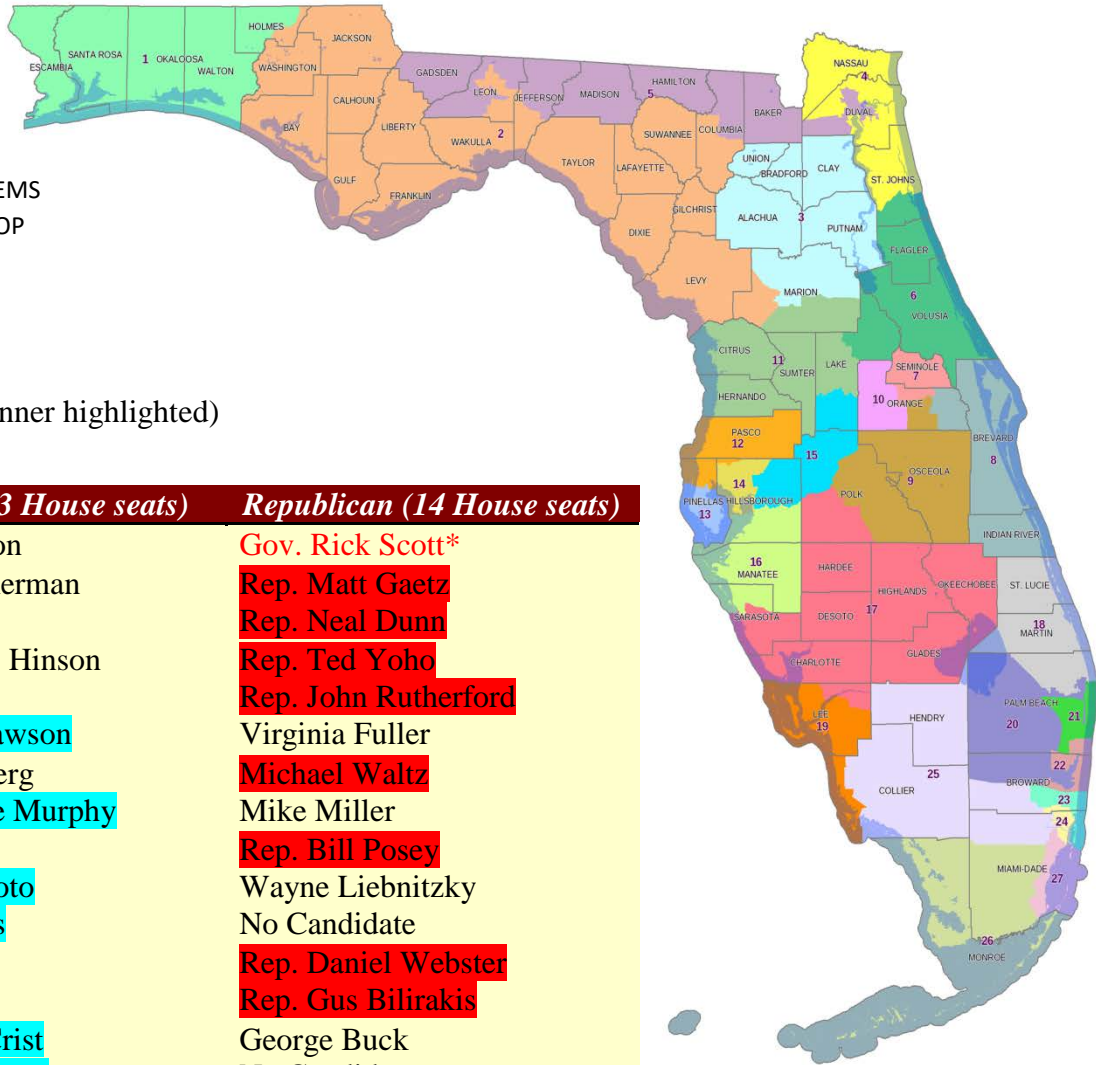 HOLMES
JACKSON
SANTA ROSA
1
OKALOOSA
ESCAMBIA
WALTON
WASHINGTON
GADSDEN
HAMILTON
NASSAU
4
CALHOUN
LEON
JEFFERSON
MADISON
5
BAKER
DUVAL
BAY
LIBERTY
WAKULLA
2
SUWANNEE
COLUMBIA
TAYLOR
LAFAYETTE
UNION
BRADFORD
CLAY
ST. JOHNS
GULF
FRANKLIN
GILCHRIST
ALACHUA
3
PUTNAM
DIXIE
FLAGLER
LEVY
MARION
6
VOLUSIA
CITRUS
11
SUMTER
LAKE
SEMINOLE
7
HERNANDO
10
ORANGE
PASCO
12
BREVARD
15
8
14
OSCEOLA
9
PINELLAS
HILLSBOROUGH
POLK
13
INDIAN RIVER
16
MANATEE
HARDEE
HIGHLANDS
OKEECHOBEE
ST. LUCIE
SARASOTA
DESOTO
17
18
MARTIN
CHARLOTTE
GLADES
LEE
19
HENDRY
PALM BEACH
20
21
22
25
COLLIER
BROWARD
23
24
MIAMI-DADE
27
26
MONROE
EMS
OP
nner highlighted)
3 House seats) Republican (14 House seats)
on Gov. Rick Scott*
erman Rep. Matt Gaetz
Rep. Neal Dunn
Hinson Rep. Ted Yoho
Rep. John Rutherford
awson Virginia Fuller
erg Michael Waltz
e Murphy Mike Miller
Rep. Bill Posey
oto Wayne Liebnitzky
s No Candidate
Rep. Daniel Webster
Rep. Gus Bilirakis
Crist George Buck